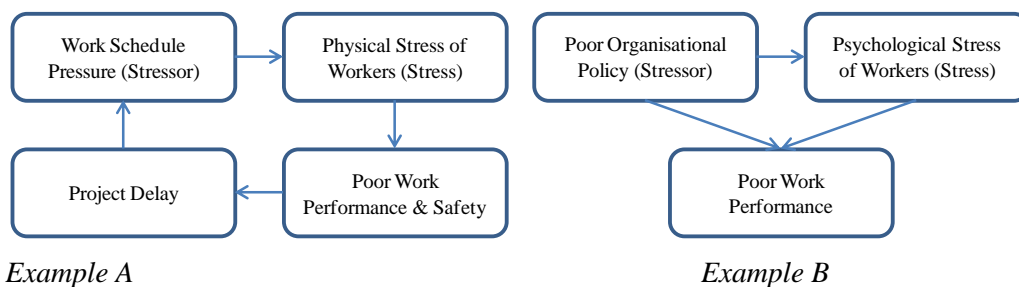 Work Schedule
Pressure (Stressor)
Physical Stress of
Workers (Stress)
Project Delay
Poor Work
Performance & Safety
Example A
Poor Organisational
Policy (Stressor)
Psychological Stress
of Workers (Stress)
Poor Work
Performance
Example B